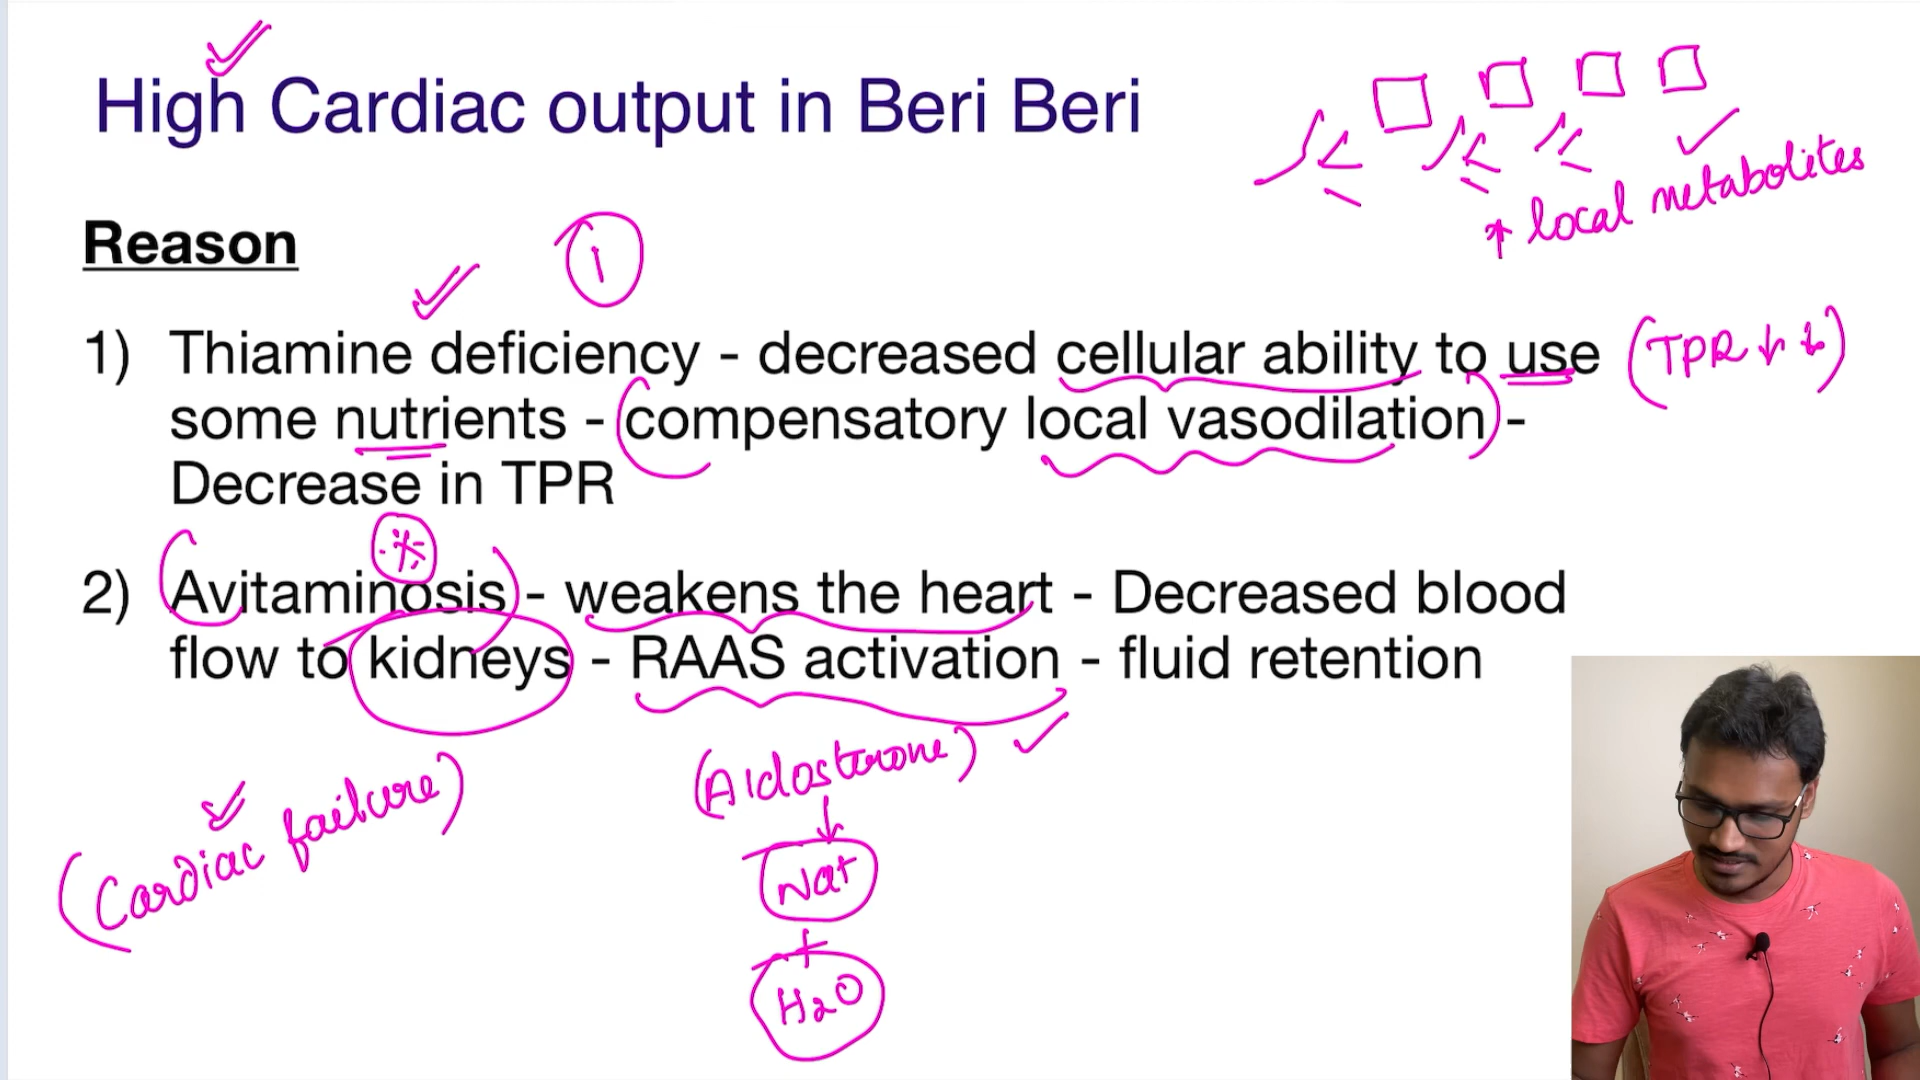 High Cardiac output in Beri Beri
↑ local metabolites
Reason
1
1) Thiamine deficiency - decreased cellular ability to use (TPR ↓↓)
some nutrients - (compensatory local vasodilation) -
Decrease in TPR
2) (Avitaminosis) - weakens the heart - Decreased blood
flow to kidneys - RAAS activation - fluid retention
(Cardiac failure)
(Aldosterone)
↓
Na+
+
H2O